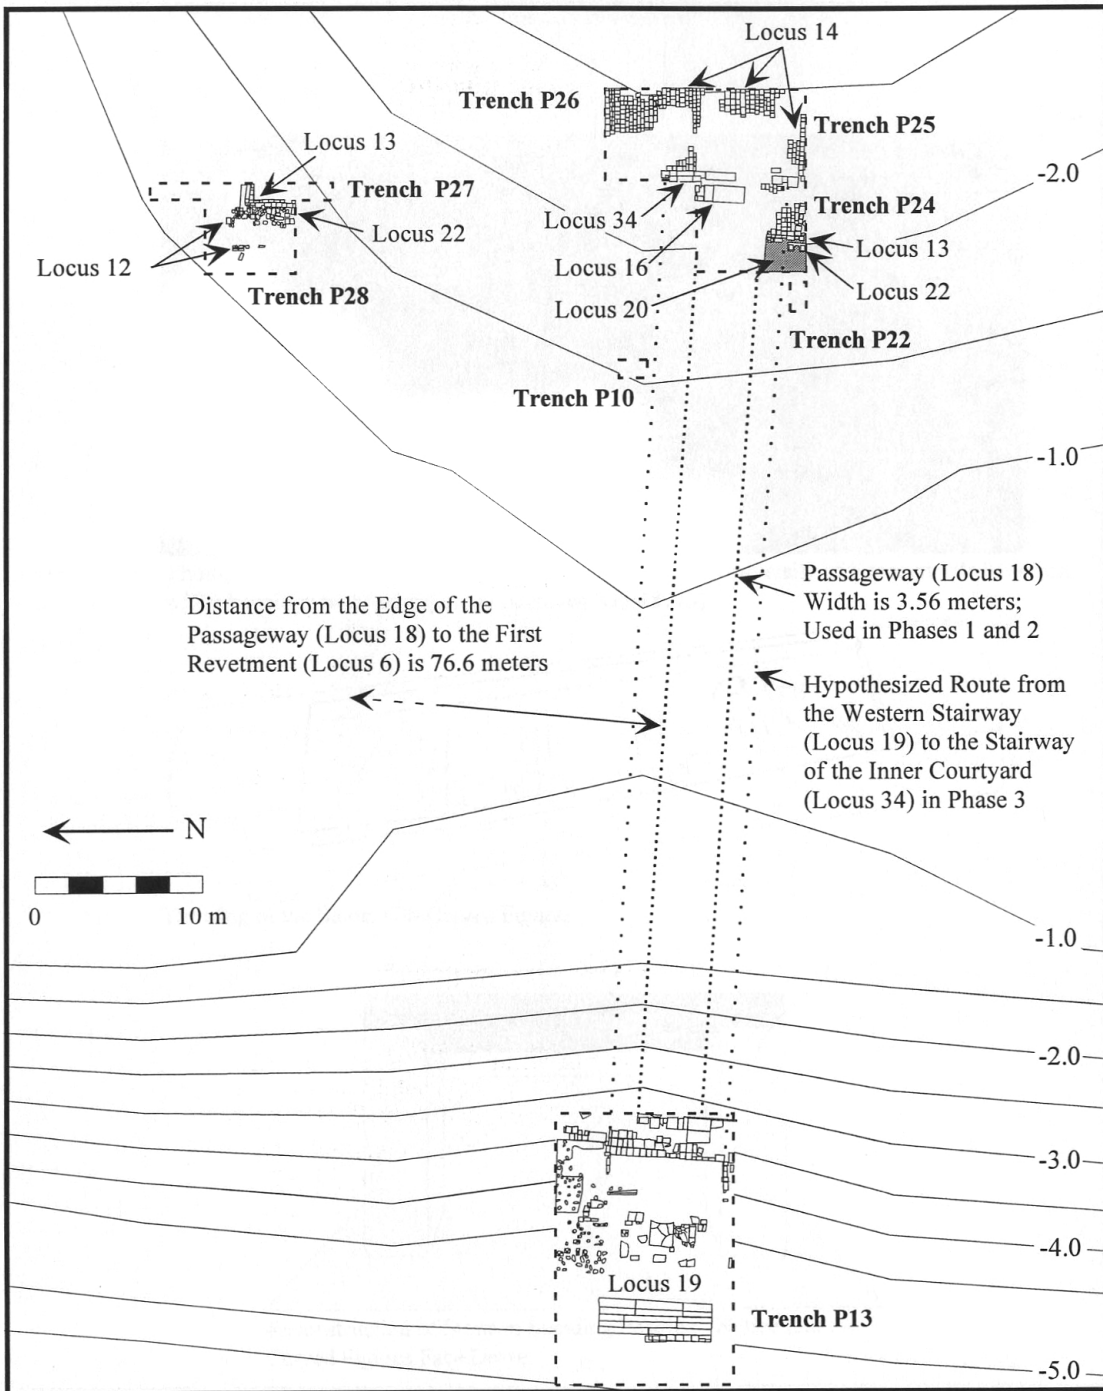 Locus 14
Trench P26
Trench P25
Locus 13
Trench P27
-2.0
Trench P24
Locus 34
Locus 22
Locus 13
Locus 12
Locus 16
Locus 22
Trench P28
Locus 20
Trench P22
Trench P10
-1.0
Passageway (Locus 18)
Width is 3.56 meters;
Used in Phases 1 and 2
Distance from the Edge of the
Passageway (Locus 18) to the First
Revetment (Locus 6) is 76.6 meters
Hypothesized Route from
the Western Stairway
(Locus 19) to the Stairway
of the Inner Courtyard
(Locus 34) in Phase 3
N
0 10 m
-1.0
-2.0
-3.0
-4.0
Locus 19
Trench P13
-5.0